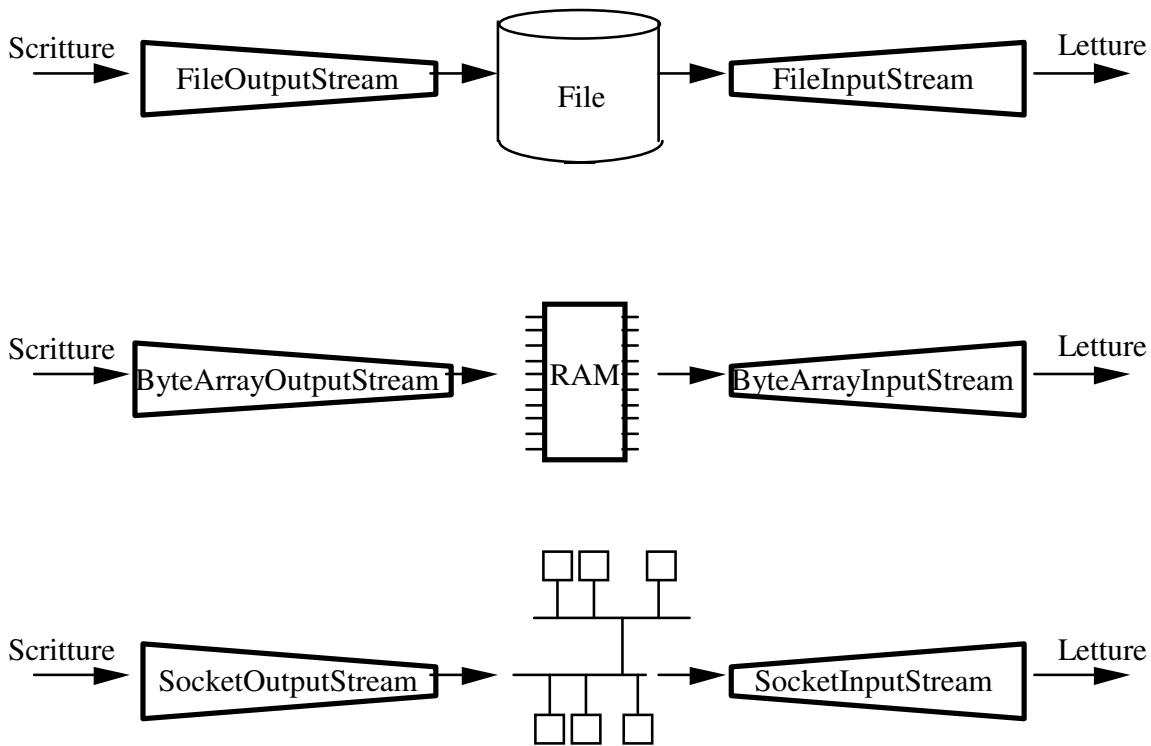 Scritture
FileOutputStream
File
FileInputStream
Letture
Scritture
ByteArrayOutputStream
RAM
ByteArrayInputStream
Letture
Scritture
SocketOutputStream
SocketInputStream
Letture